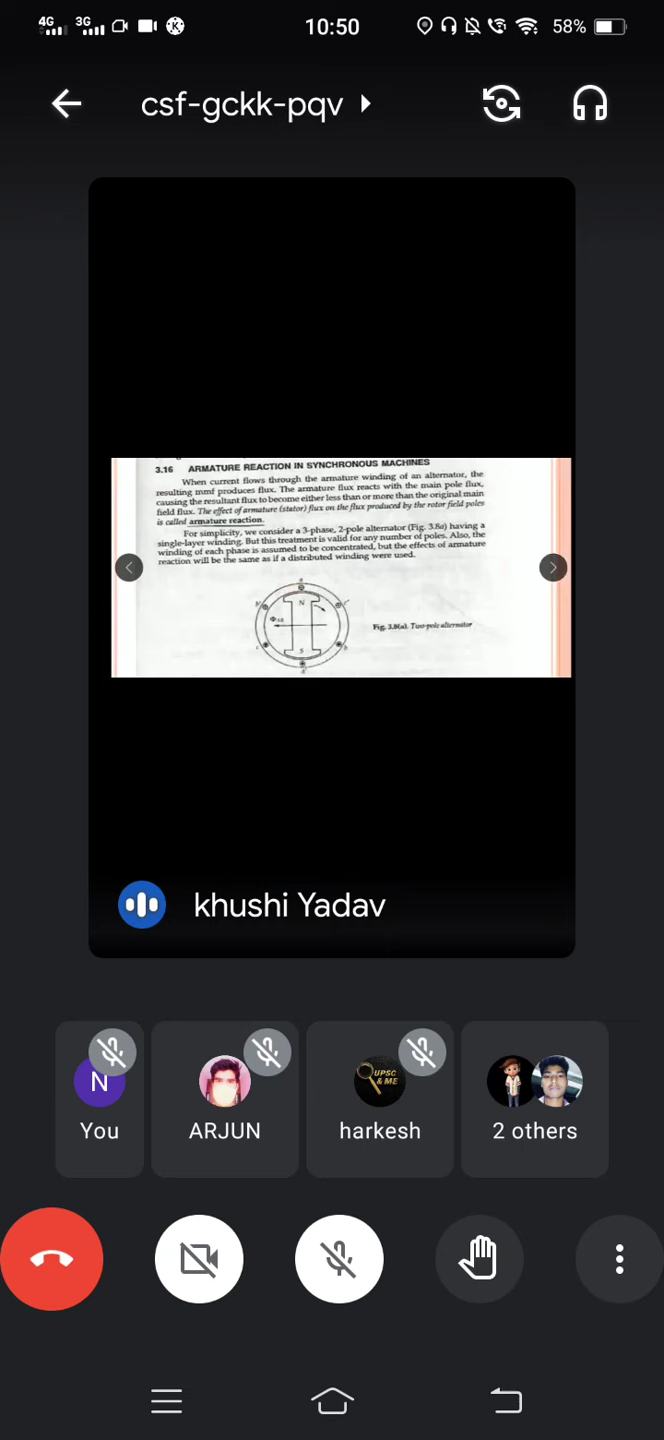 4G 3G 10:50 58%
csf-gckk-pqv
3.16 ARMATURE REACTION IN SYNCHRONOUS MACHINES
When current flows through the armature winding of an alternator, the
resulting mmf produces flux. The armature flux reacts with the main pole flux,
causing the resultant flux to become either less than or more than the original main
field flux. The effect of armature (stator) flux on the flux produced by the rotor field poles
is called armature reaction.
For simplicity, we consider a 3-phase, 2-pole alternator (Fig. 3.8a) having a
single-layer winding. But this treatment is valid for any number of poles. Also, the
winding of each phase is assumed to be concentrated, but the effects of armature
reaction will be the same as if a distributed winding were used.
N
S
Fig. 3.8(a). Two-pole alternator
khushi Yadav
N
UPSC
& ME
You ARJUN harkesh 2 others